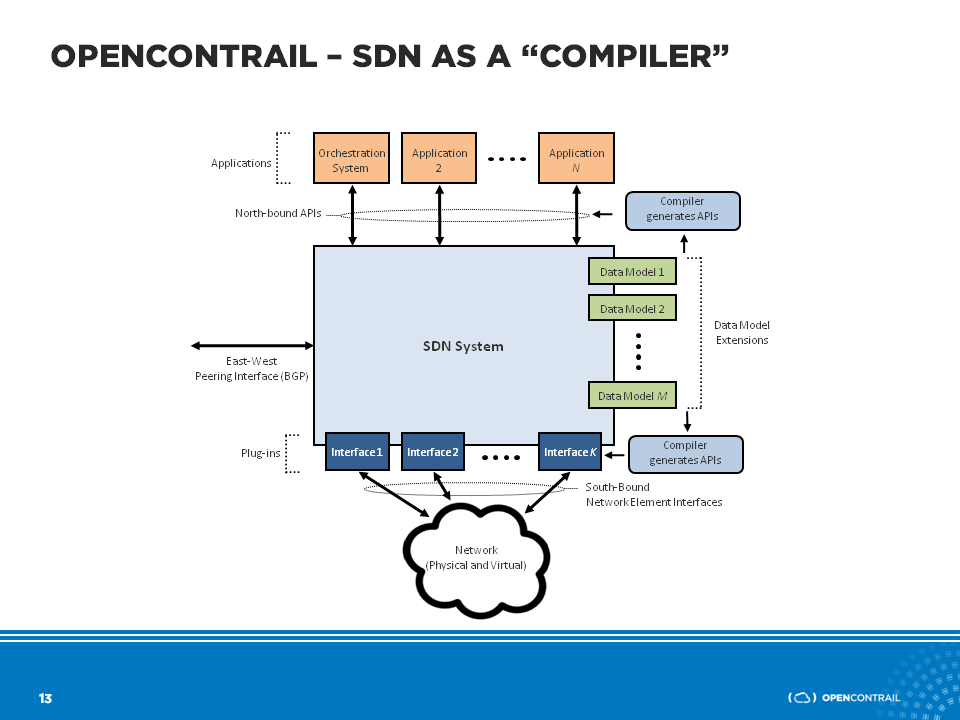 OPENCONTRAIL – SDN AS A “COMPILER”
Applications
Orchestration
System
Application
2
Application
N
North-bound APIs
Compiler
generates APIs
Data Model 1
Data Model 2
Data Model M
Data Model
Extensions
SDN System
East-West
Peering Interface (BGP)
Plug-ins
Interface 1
Interface 2
Interface K
Compiler
generates APIs
South-Bound
Network Element Interfaces
Network
(Physical and Virtual)
13
OPENCONTRAIL